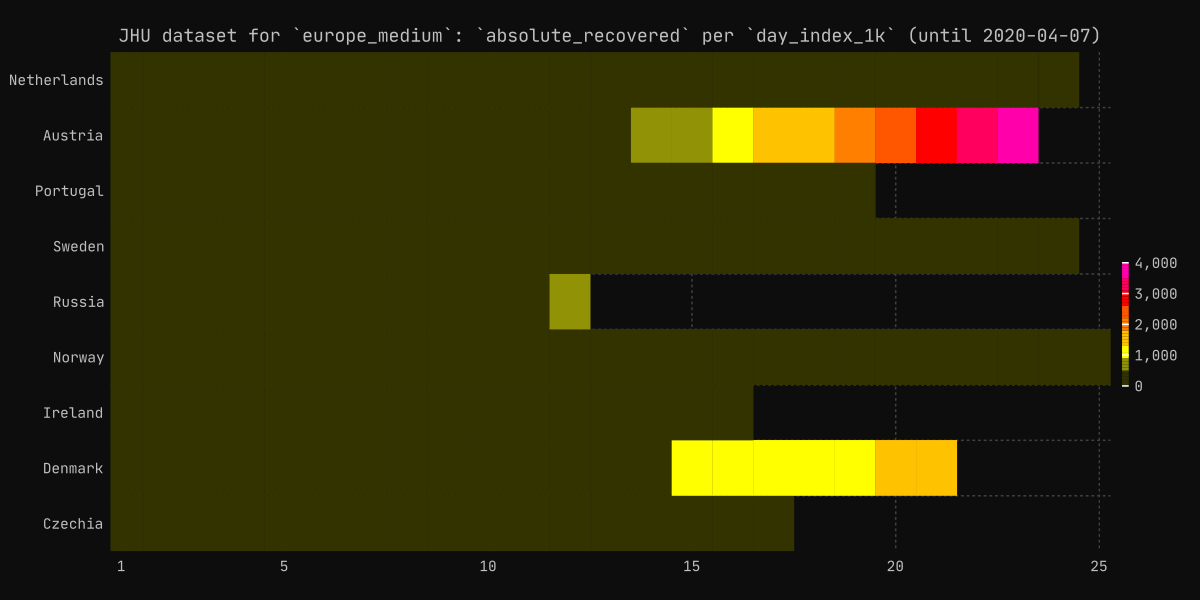 JHU dataset for `europe_medium`: `absolute_recovered` per `day_index_1k` (until 2020-04-07)
Netherlands
Austria
Portugal
Sweden
Russia
Norway
Ireland
Denmark
Czechia
4,000
3,000
2,000
1,000
0
1 5 10 15 20 25